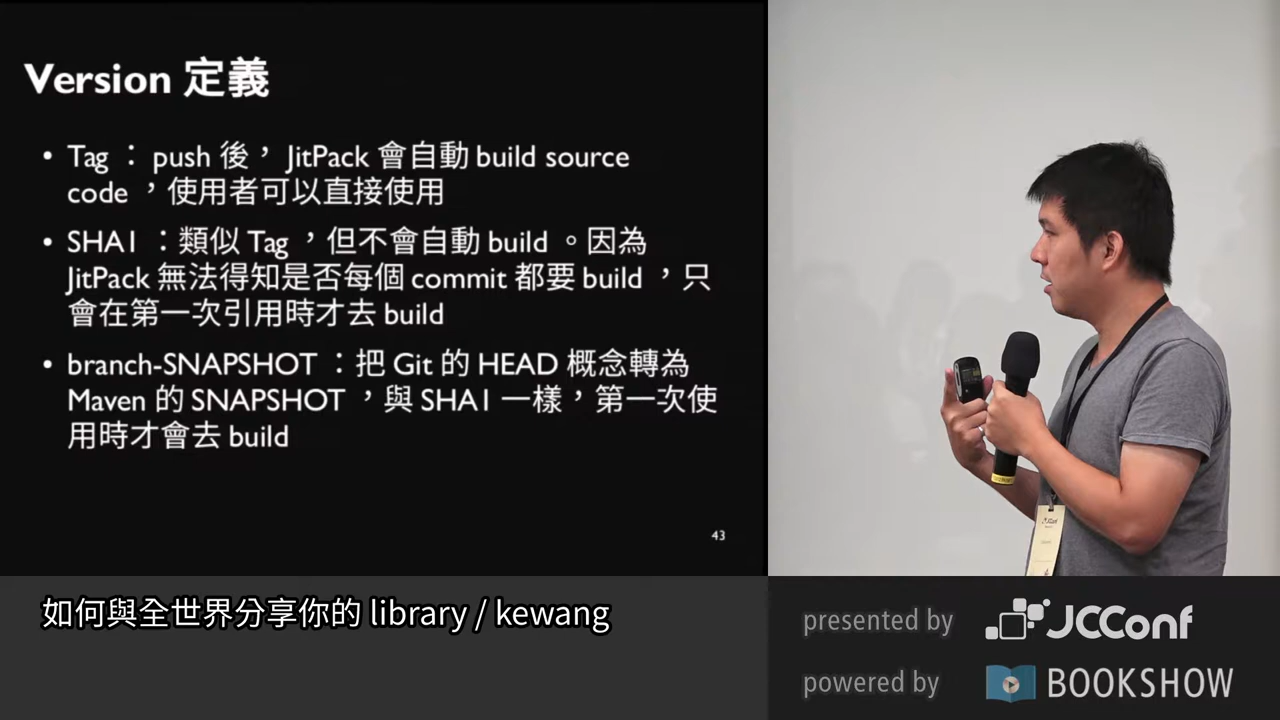 Version 定義
• Tag ： push 後， JitPack 會自動 build source
code ，使用者可以直接使用
• SHA1 ：類似 Tag ，但不會自動 build 。因為
JitPack 無法得知是否每個 commit 都要 build ，只
會在第一次引用時才去 build
• branch-SNAPSHOT ：把 Git 的 HEAD 概念轉為
Maven 的 SNAPSHOT ，與 SHA1 一樣，第一次使
用時才會去 build
43
如何與全世界分享你的 library / kewang
presented by JCConf
powered by BOOKSHOW